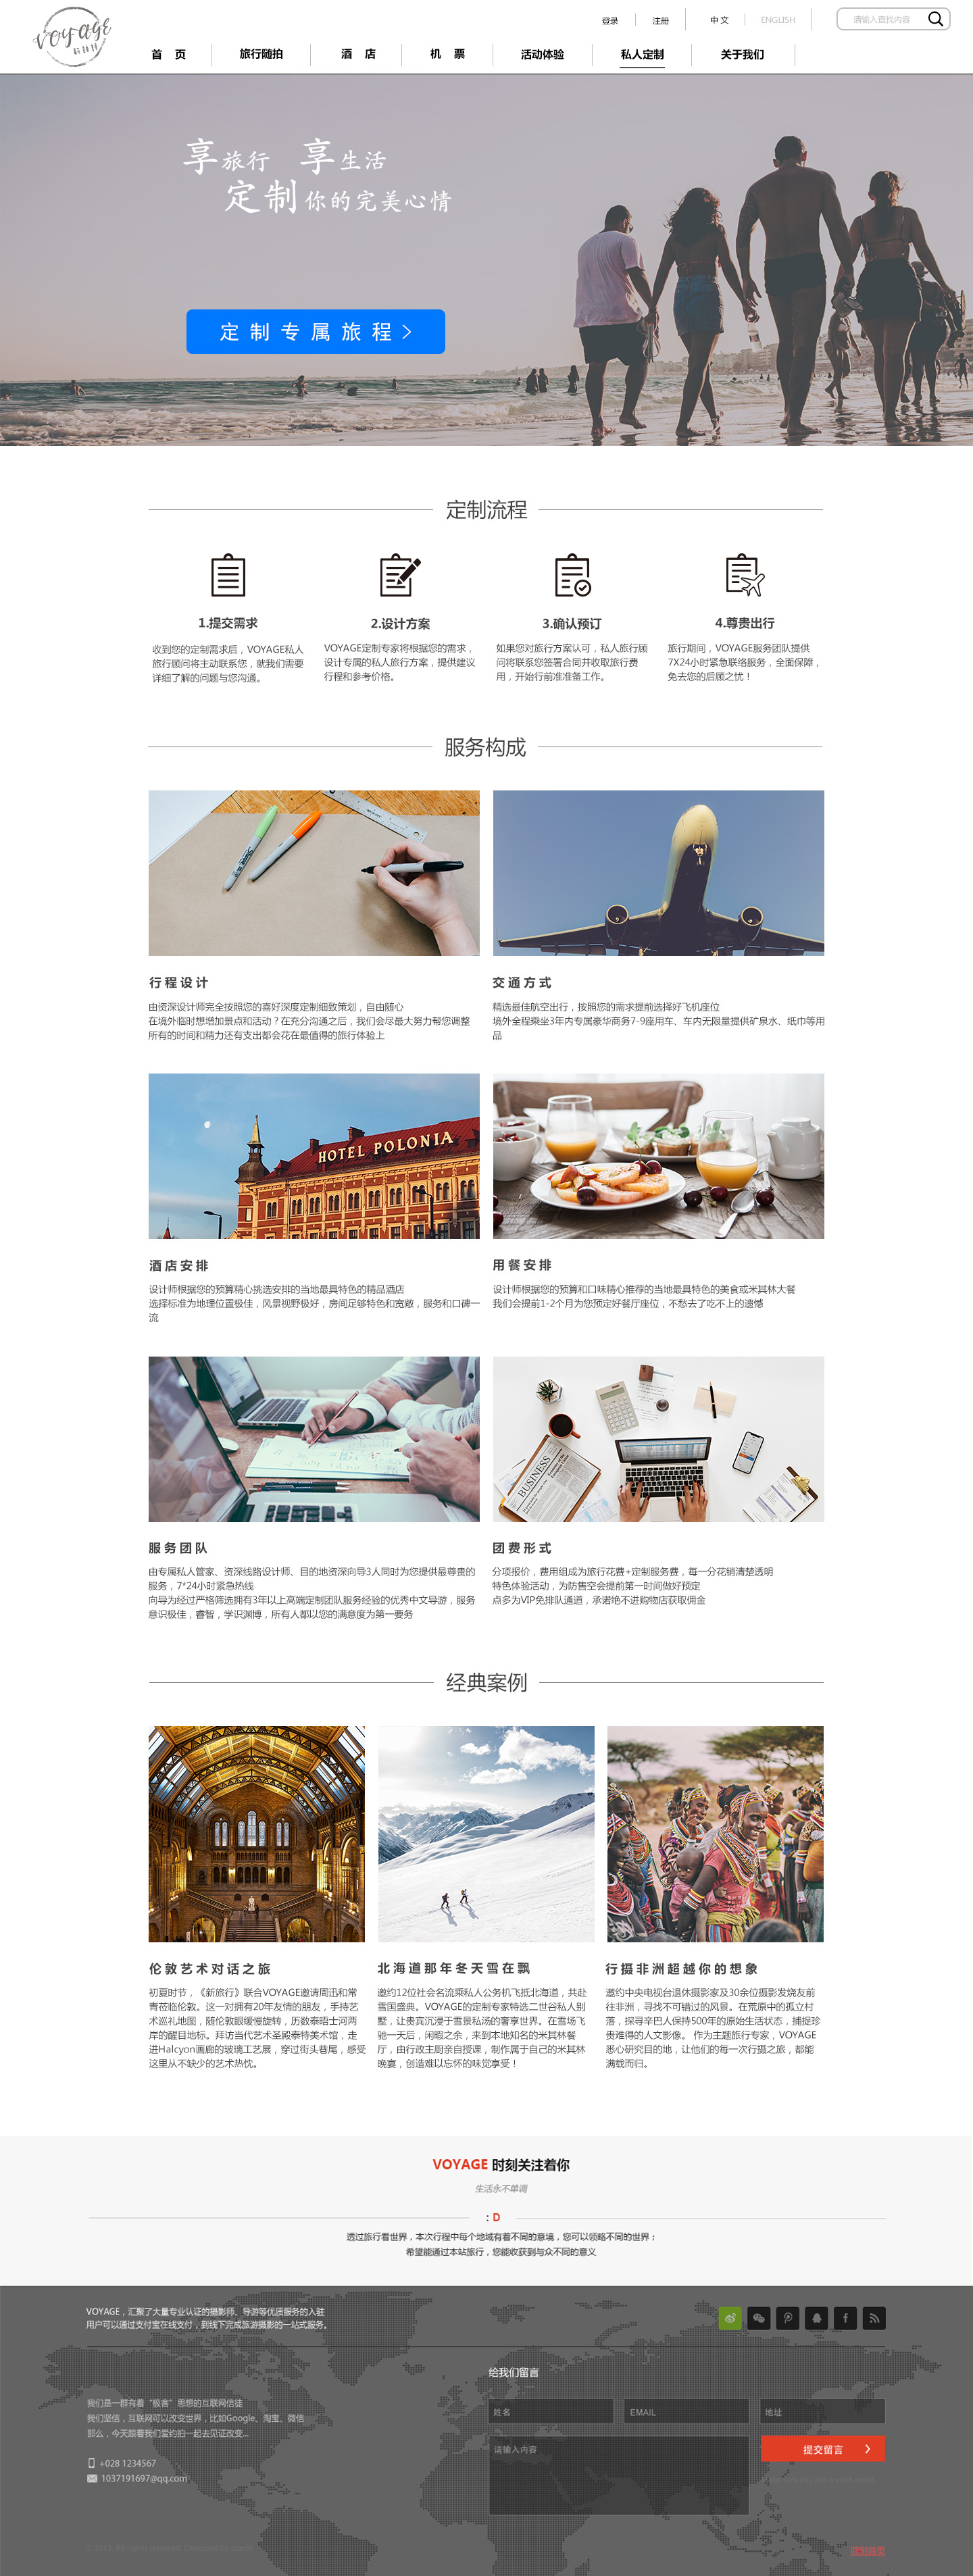 voyage
登录
注册
中 文
ENGLISH
请输入查找内容
首 页
旅行随拍
酒 店
机 票
活动体验
私人定制
关于我们
享旅行 享生活
定制你的完美心情
定制专属旅程>
定制流程
1.提交需求
收到您的定制需求后，VOYAGE私人
旅行顾问将主动联系您，就我们需要
详细了解的问题与您沟通。
2.设计方案
VOYAGE定制专家将根据您的需求，
设计专属的私人旅行方案，提供建议
行程和参考价格。
3.确认预订
如果您对旅行方案认可，私人旅行顾
问将联系您签署合同并收取旅行费
用，开始行前准准备工作。
4.尊贵出行
旅行期间，VOYAGE服务团队提供
7X24小时紧急联络服务，全面保障，
免去您的后顾之忧！
服务构成
行程设计
由资深设计师完全按照您的喜好深度定制细致策划，自由随心
在境外临时想增加景点和活动？在充分沟通之后，我们会尽最大努力帮您调整
所有的时间和精力还有支出都会花在最值得的旅行体验上
交通方式
精选最佳航空出行，按照您的需求提前选择好飞机座位
境外全程乘坐3年内专属豪华商务7-9座用车、车内无限量提供矿泉水、纸巾等用
品
HOTEL POLONIA
酒店安排
设计师根据您的预算精心挑选安排的当地最具特色的精品酒店
选择标准为地理位置极佳，风景视野极好，房间足够特色和宽敞，服务和口碑一
流
用餐安排
设计师根据您的预算和口味精心推荐的当地最具特色的美食或米其林大餐
我们会提前1-2个月为您预定好餐厅座位，不愁去了吃不上的遗憾
BUSINESS
服务团队
由专属私人管家、资深线路设计师、目的地资深向导3人同时为您提供最尊贵的
服务，7*24小时紧急热线
向导为经过严格筛选拥有3年以上高端定制团队服务经验的优秀中文导游，服务
意识极佳，睿智，学识渊博，所有人都以您的满意度为第一要务
团费形式
分项报价，费用组成为旅行花费+定制服务费，每一分花销清楚透明
特色体验活动，为防售空会提前第一时间做好预定
点多为VIP免排队通道，承诺绝不进购物店获取佣金
经典案例
伦敦艺术对话之旅
初夏时节，《新旅行》联合VOYAGE邀请周迅和常
青莅临伦敦。这一对拥有20年友情的朋友，手持艺
术巡礼地图，随伦敦眼缓慢旋转，历数泰晤士河两
岸的醒目地标。拜访当代艺术圣殿泰特美术馆，走
进Halcyon画廊的玻璃工艺展，穿过街头巷尾，感受
这里从不缺少的艺术热忱。
北海道那年冬天雪在飘
邀约12位社会名流乘私人公务机飞抵北海道，共赴
雪国盛典。VOYAGE的定制专家特选二世谷私人别
墅，让贵宾沉浸于雪景私汤的奢享世界。在雪场飞
驰一天后，闲暇之余，来到本地知名的米其林餐
厅，由行政主厨亲自授课，制作属于自己的米其林
晚宴，创造难以忘怀的味觉享受！
行摄非洲超越你的想象
邀约中央电视台退休摄影家及30余位摄影发烧友前
往非洲，寻找不可错过的风景。在荒原中的孤立村
落，探寻辛巴人保持500年的原始生活状态，捕捉珍
贵难得的人文影像。 作为主题旅行专家，VOYAGE
悉心研究目的地，让他们的每一次行摄之旅，都能
满载而归。
VOYAGE 时刻关注着你
生活永不单调
：D
透过旅行看世界，本次行程中每个地域有着不同的意境，您可以领略不同的世界；
希望能通过本站旅行，您能收获到与众不同的意义
VOYAGE，汇聚了大量专业认证的摄影师、导游等优质服务的入驻
用户可以通过支付宝在线支付，到线下完成旅游摄影的一站式服务。
给我们留言
我们是一群有着“极客”思想的互联网信徒
我们坚信，互联网可以改变世界，比如Google、淘宝、微信
那么，今天跟着我们爱约拍一起去见证改变...
+028 1234567
1037191697@qq.com
姓名
EMAIL
地址
请输入内容
提交留言